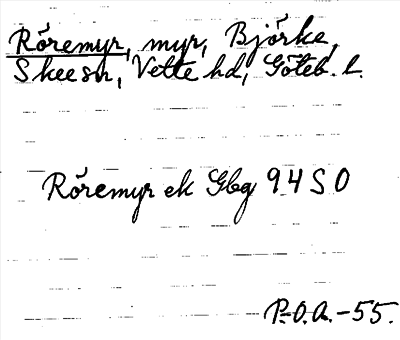 Röremyr, myr, Björke,
Skee sn, Vette hd, Göteb. l.
Röremyr ek Gbg 94 S O
P.-O.A.-55.